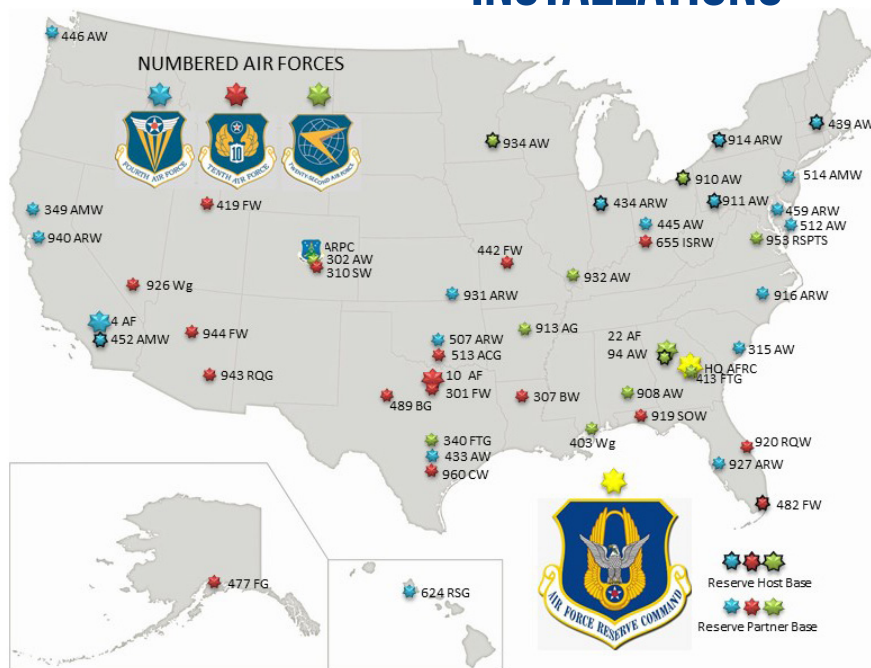 INSTALLATIONS
446 AW
NUMBERED AIR FORCES
FOURTH AIR FORCE
10
TENTH AIR FORCE
TWENTY-SECOND AIR FORCE
934 AW
914 ARW
439 AW
910 AW
514 AMW
349 AMW
419 FW
434 ARW
911 AW
459 ARW
445 AW
512 AW
940 ARW
ARPC
302 AW
310 SW
442 FW
655 ISRW
953 RSPTS
926 Wg
932 AW
931 ARW
916 ARW
4 AF
452 AMW
944 FW
507 ARW
513 ACG
913 AG
22 AF
94 AW
315 AW
943 RQG
10 AF
301 FW
489 BG
307 BW
HQ AFRC
413 FTG
908 AW
919 SOW
340 FTG
433 AW
960 CW
403 Wg
920 RQW
927 ARW
482 FW
477 FG
624 RSG
AIR FORCE RESERVE COMMAND
Reserve Host Base
Reserve Partner Base